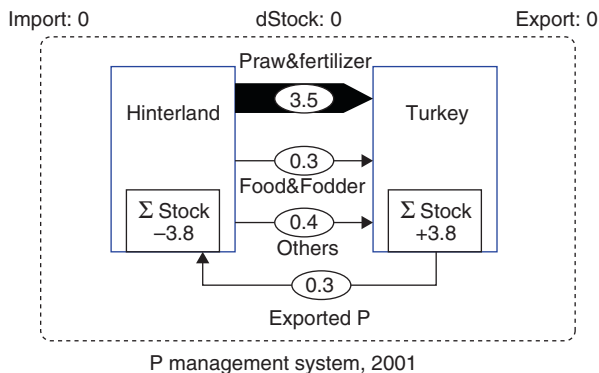 Import: 0 dStock: 0 Export: 0
Praw&fertilizer
3.5
Hinterland
Turkey
0.3
Food&Fodder
Σ Stock
–3.8
0.4
Σ Stock
+3.8
Others
0.3
Exported P
P management system, 2001